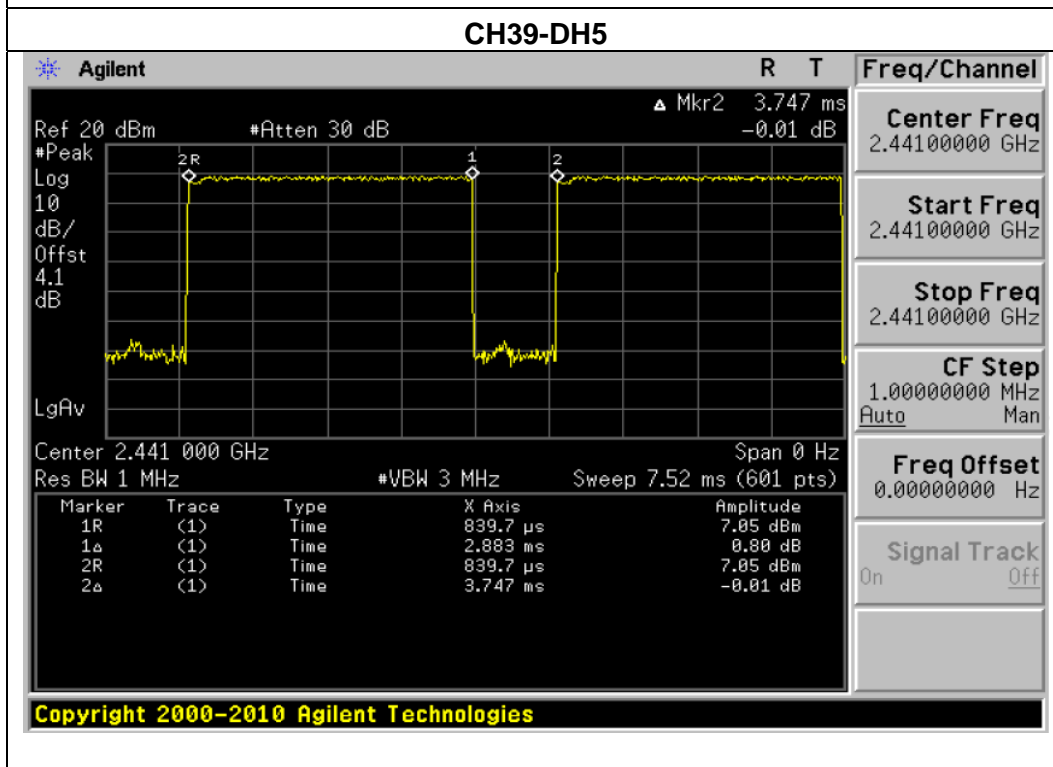 CH39-DH5
Agilent R T Freq/Channel
Δ Mkr2 3.747 ms
Ref 20 dBm #Atten 30 dB -0.01 dB
#Peak
Log
10
dB/
Offst
4.1
dB
LgAv
2R 1 2
Center 2.441 000 GHz Span 0 Hz
Res BW 1 MHz #VBW 3 MHz Sweep 7.52 ms (601 pts)
Marker Trace Type X Axis Amplitude
1R (1) Time 839.7 µs 7.05 dBm
1Δ (1) Time 2.883 ms 0.80 dB
2R (1) Time 839.7 µs 7.05 dBm
2Δ (1) Time 3.747 ms -0.01 dB
Center Freq
2.44100000 GHz
Start Freq
2.44100000 GHz
Stop Freq
2.44100000 GHz
CF Step
1.00000000 MHz
Auto Man
Freq Offset
0.00000000 Hz
Signal Track
On Off
Copyright 2000-2010 Agilent Technologies